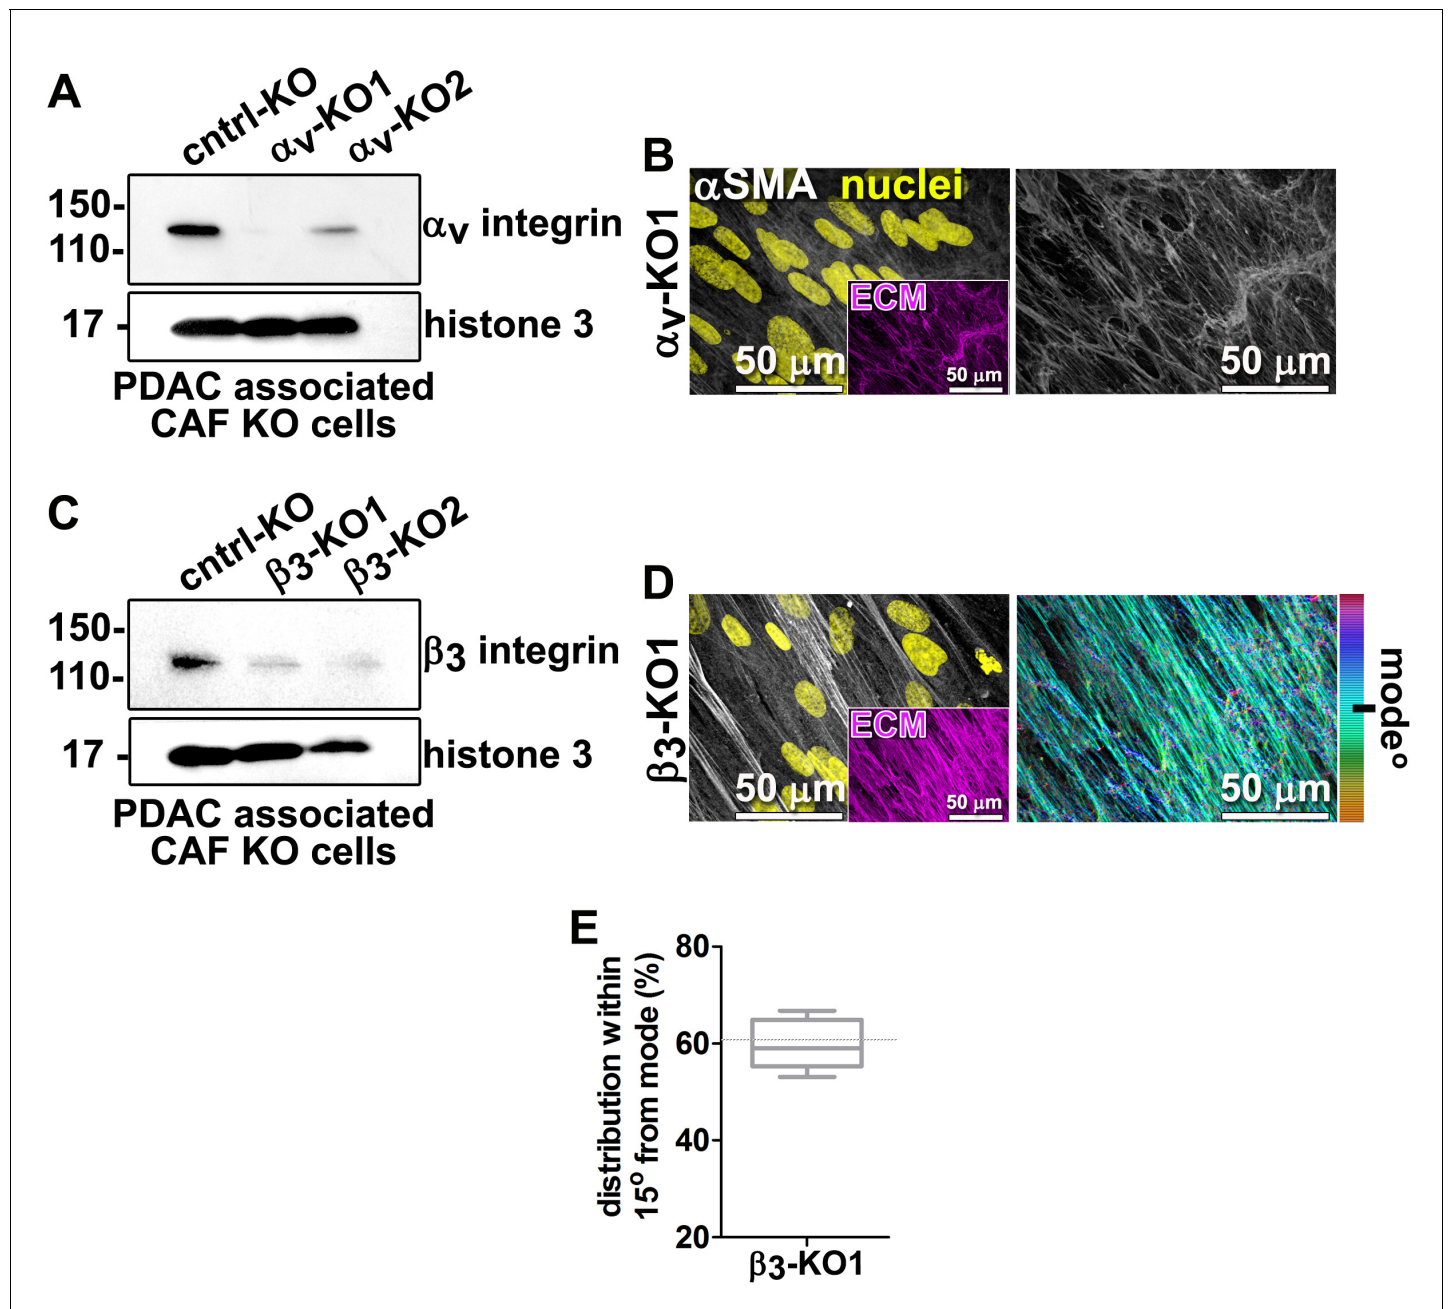 A
cntrl-KO
αv-KO1
αv-KO2
150-
110-
αv integrin
17 -
histone 3
PDAC associated
CAF KO cells
B
αv-KO1
αSMA nuclei
ECM
50 μm
50 μm
50 μm
C
cntrl-KO
β3-KO1
β3-KO2
150-
110-
β3 integrin
17 -
histone 3
PDAC associated
CAF KO cells
D
β3-KO1
ECM
50 μm
50 μm
50 μm
mode°
E
distribution within
15° from mode (%)
80
60
40
20
β3-KO1